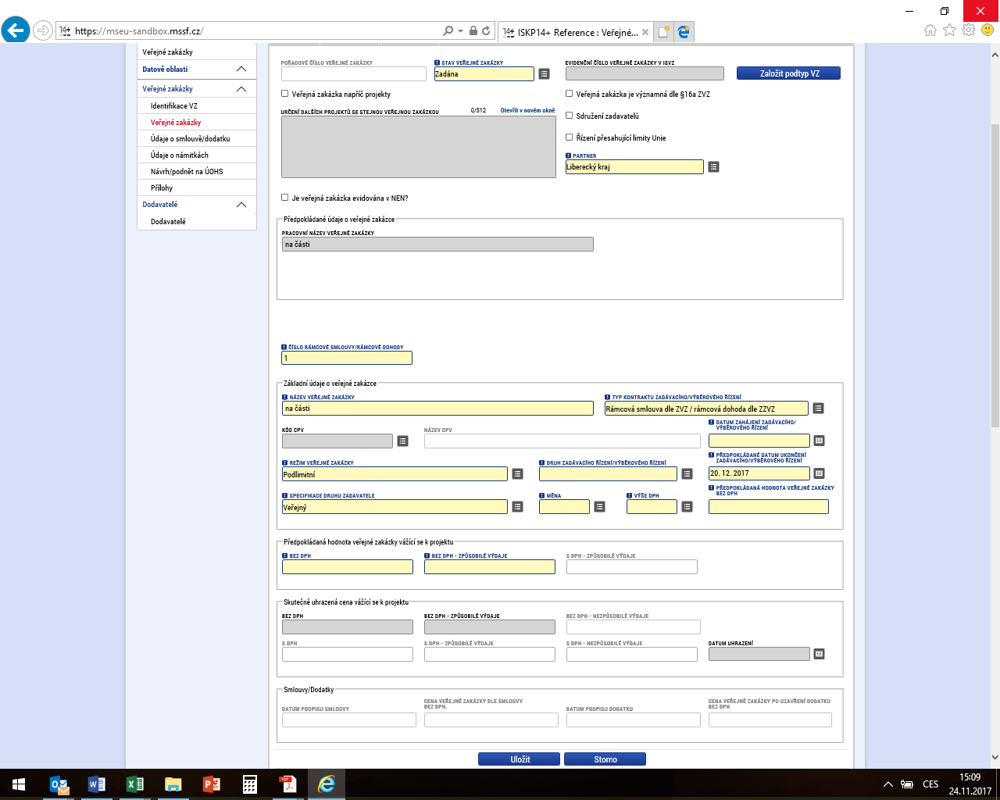 https://mseu-sandbox.mssf.cz/
ISKP14+ Reference : Veřejné...
Veřejné zakázky
Datové oblasti
Veřejné zakázky
Identifikace VZ
Veřejné zakázky
Údaje o smlouvě/dodatku
Údaje o námitkách
Návrh/podnět na ÚOHS
Přílohy
Dodavatelé
Dodavatelé
POŘADOVÉ ČÍSLO VEŘEJNÉ ZAKÁZKY
STAV VEŘEJNÉ ZAKÁZKY
EVIDENČNÍ ČÍSLO VEŘEJNÉ ZAKÁZKY V ISVZ
Zadána
Založit podtyp VZ
Veřejná zakázka napříč projekty
Veřejná zakázka je významná dle §16a ZVZ
URČENÍ DALŠÍCH PROJEKTŮ SE STEJNOU VEŘEJNOU ZAKÁZKOU
0/512
Otevřít v novém okně
Sdružení zadavatelů
Řízení přesahující limity Unie
PARTNER
Liberecký kraj
Je veřejná zakázka evidována v NEN?
Předpokládané údaje o veřejné zakázce
PRACOVNÍ NÁZEV VEŘEJNÉ ZAKÁZKY
na části
ČÍSLO RÁMCOVÉ SMLOUVY/RÁMCOVÉ DOHODY
1
Základní údaje o veřejné zakázce
NÁZEV VEŘEJNÉ ZAKÁZKY
TYP KONTRAKTU ZADÁVACÍHO/VÝBĚROVÉHO ŘÍZENÍ
na části
Rámcová smlouva dle ZVZ / rámcová dohoda dle ZZVZ
KÓD CPV
NÁZEV CPV
DATUM ZAHÁJENÍ ZADÁVACÍHO/
VÝBĚROVÉHO ŘÍZENÍ
REŽIM VEŘEJNÉ ZAKÁZKY
DRUH ZADÁVACÍHO ŘÍZENÍ/VÝBĚROVÉHO ŘÍZENÍ
PŘEDPOKLÁDANÉ DATUM UKONČENÍ
ZADÁVACÍHO/VÝBĚROVÉHO ŘÍZENÍ
Podlimitní
20. 12. 2017
SPECIFIKACE DRUHU ZADAVATELE
MĚNA
VÝŠE DPH
PŘEDPOKLÁDANÁ HODNOTA VEŘEJNÉ ZAKÁZKY
BEZ DPH
Veřejný
Předpokládaná hodnota veřejné zakázky vážící se k projektu
BEZ DPH
BEZ DPH - ZPŮSOBILÉ VÝDAJE
S DPH - ZPŮSOBILÉ VÝDAJE
Skutečně uhrazená cena vážící se k projektu
BEZ DPH
BEZ DPH - ZPŮSOBILÉ VÝDAJE
BEZ DPH - NEZPŮSOBILÉ VÝDAJE
S DPH
S DPH - ZPŮSOBILÉ VÝDAJE
S DPH - NEZPŮSOBILÉ VÝDAJE
DATUM UHRAZENÍ
Smlouvy/Dodatky
DATUM PODPISU SMLOUVY
CENA VEŘEJNÉ ZAKÁZKY DLE SMLOUVY
BEZ DPH.
DATUM PODPISU DODATKU
CENA VEŘEJNÉ ZAKÁZKY PO UZAVŘENÍ DODATKU
BEZ DPH
Uložit
Storno
CES
15:09
24.11.2017